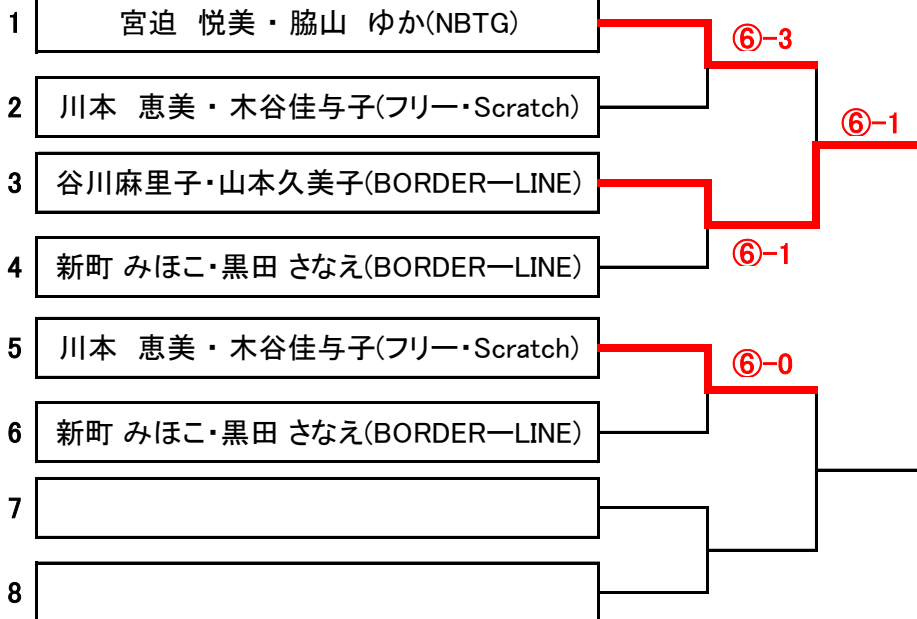 1 宮迫 悦美・脇山 ゆか(NBTG)
⑥-3
2 川本 恵美・木谷佳与子(フリー・Scratch)
⑥-1
3 谷川麻里子・山本久美子(BORDERーLINE)
⑥-1
4 新町 みほこ・黒田 さなえ(BORDERーLINE)
5 川本 恵美・木谷佳与子(フリー・Scratch)
⑥-0
6 新町 みほこ・黒田 さなえ(BORDERーLINE)
7
8